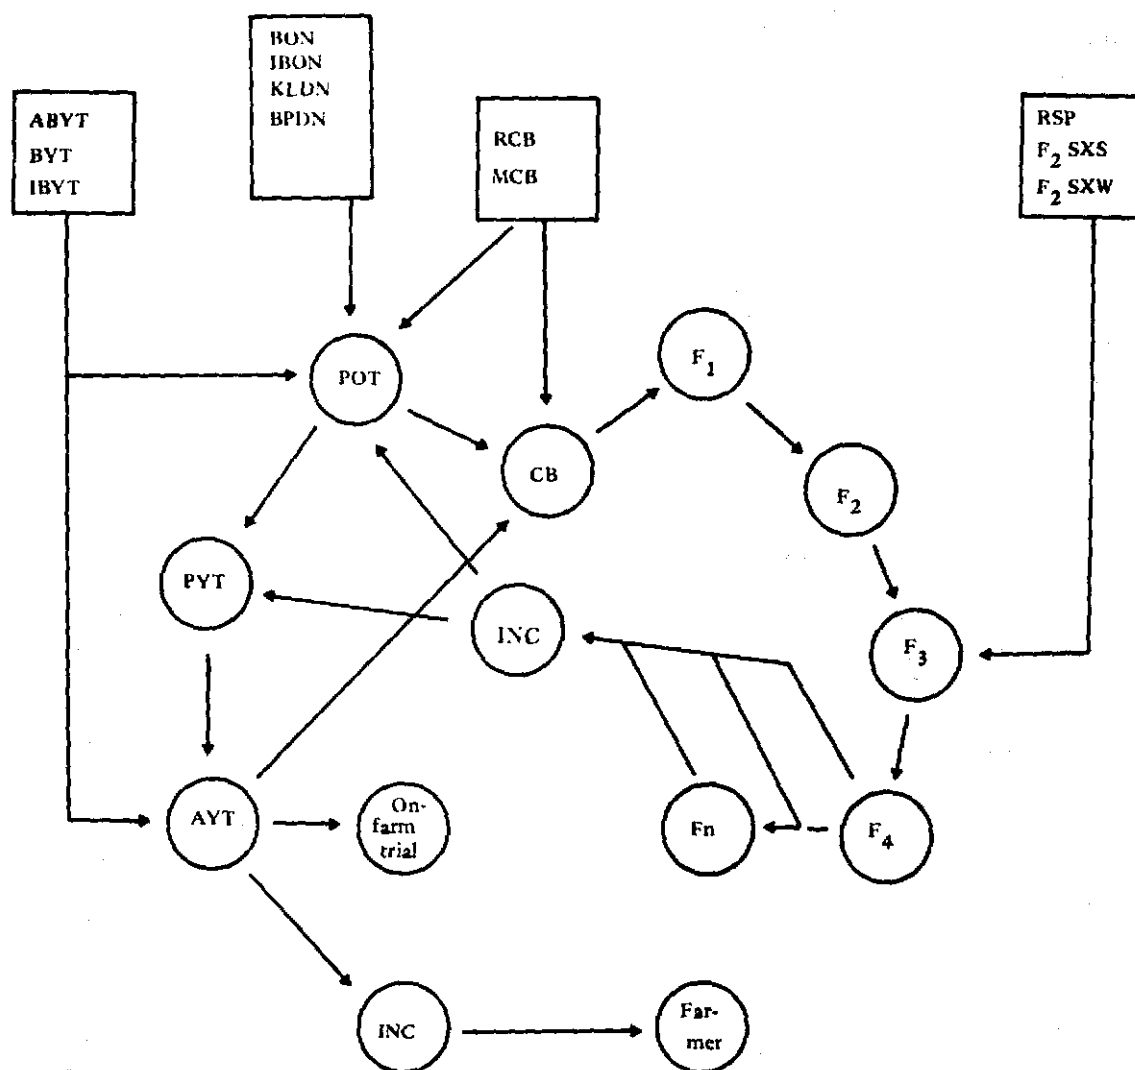 BON
IBON
KLDN
BPDN
ABYT
BYT
IBYT
RCB
MCB
RSP
F2 SXS
F2 SXW
POT
F1
CB
F2
PYT
INC
F3
AYT
On-
farm
trial
Fn
F4
INC
Far-
mer